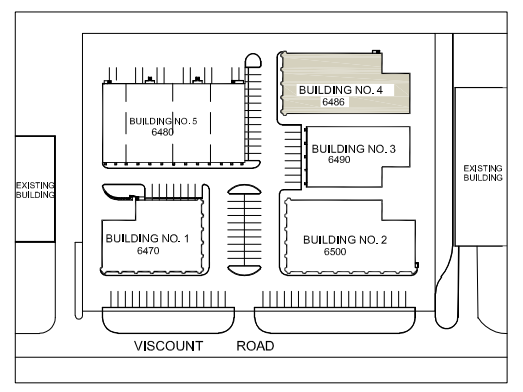 BUILDING NO. 4
6486
BUILDING NO. 5
6480
BUILDING NO. 3
6490
EXISTING
BUILDING
EXISTING
BUILDING
BUILDING NO. 1
6470
BUILDING NO. 2
6500
VISCOUNT ROAD